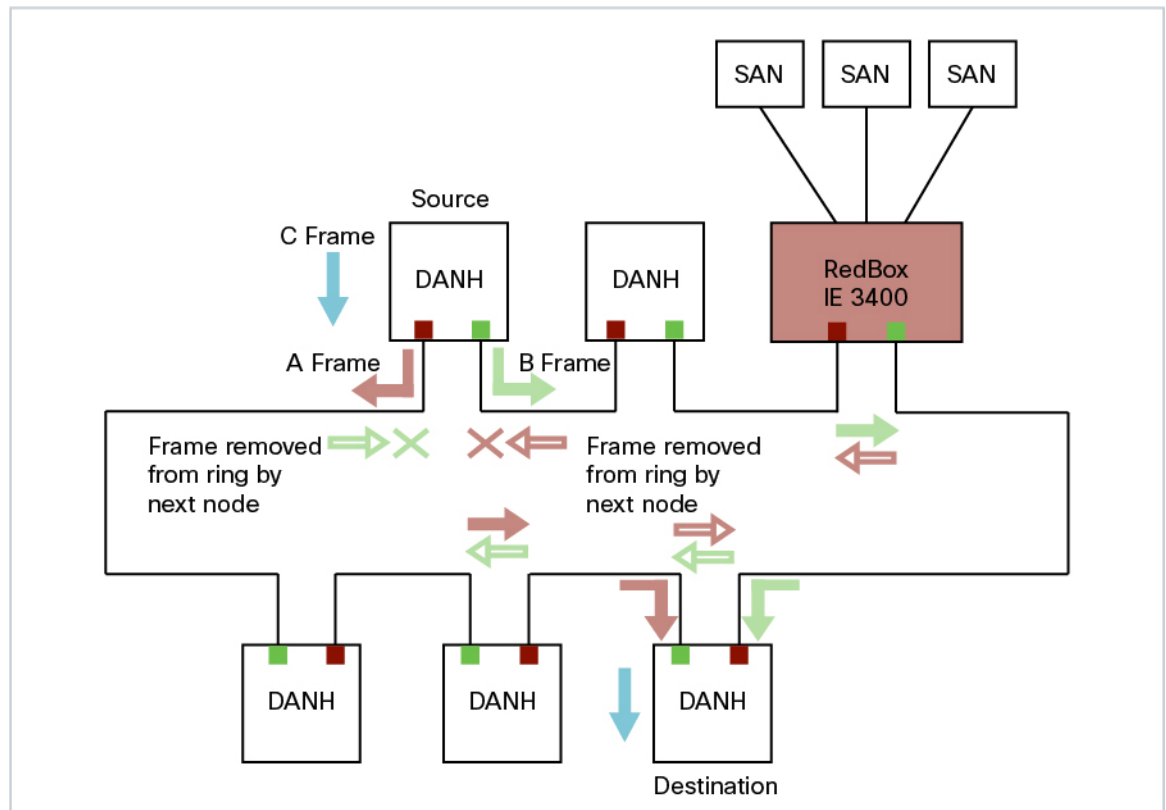 SAN
SAN
SAN
Source
C Frame
DANH
DANH
RedBox
IE 3400
A Frame
B Frame
Frame removed
from ring by
next node
Frame removed
from ring by
next node
DANH
DANH
DANH
Destination